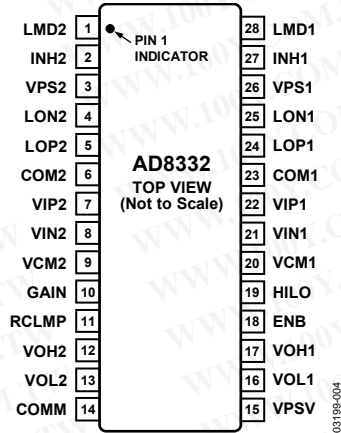 LMD2 1 28 LMD1
PIN 1
INDICATOR
INH2 2 27 INH1
VPS2 3 26 VPS1
LON2 4 25 LON1
LOP2 5 24 LOP1
AD8332
COM2 6 23 COM1
TOP VIEW
(Not to Scale)
VIP2 7 22 VIP1
VIN2 8 21 VIN1
VCM2 9 20 VCM1
GAIN 10 19 HILO
RCLMP 11 18 ENB
VOH2 12 17 VOH1
VOL2 13 16 VOL1
COMM 14 15 VPSV
03199-004